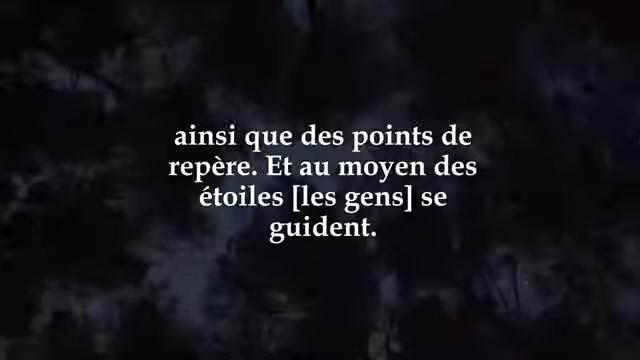 ainsi que des points de
repère. Et au moyen des
étoiles [les gens] se
guident.